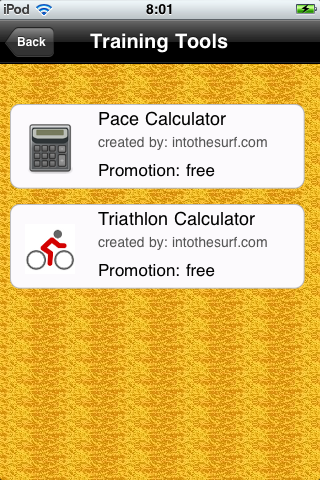 iPod 8:01
Back Training Tools
Pace Calculator
created by: intothesurf.com
Promotion: free
Triathlon Calculator
created by: intothesurf.com
Promotion: free